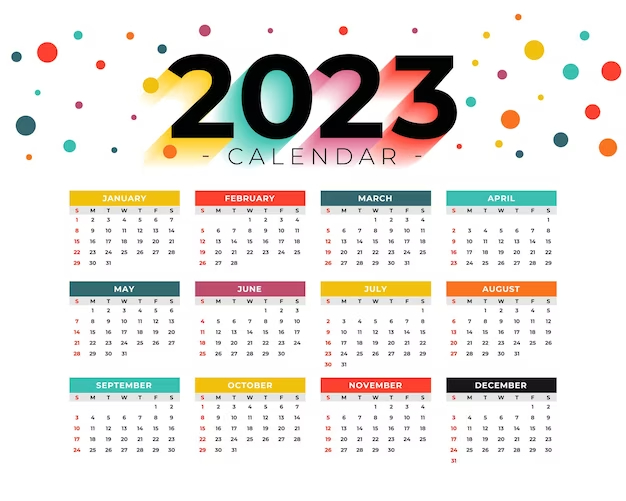 2023
- CALENDAR -
JANUARY
S M T W T F S
1 2 3 4 5 6 7
8 9 10 11 12 13 14
15 16 17 18 19 20 21
22 23 24 25 26 27 28
29 30 31
FEBRUARY
S M T W T F S
1 2 3 4
5 6 7 8 9 10 11
12 13 14 15 16 17 18
19 20 21 22 23 24 25
26 27 28
MARCH
S M T W T F S
1 2 3 4
5 6 7 8 9 10 11
12 13 14 15 16 17 18
19 20 21 22 23 24 25
26 27 28 29 30 31
APRIL
S M T W T F S
1
2 3 4 5 6 7 8
9 10 11 12 13 14 15
16 17 18 19 20 21 22
23 24 25 26 27 28 29
MAY
S M T W T F S
1 2 3 4 5 6
7 8 9 10 11 12 13
14 15 16 17 18 19 20
21 22 23 24 25 26 27
28 29 30 31
JUNE
S M T W T F S
1 2 3
4 5 6 7 8 9 10
11 12 13 14 15 16 17
18 19 20 21 22 23 24
25 26 27 28 29 30
JULY
S M T W T F S
1
2 3 4 5 6 7 8
9 10 11 12 13 14 15
16 17 18 19 20 21 22
23 24 25 26 27 28 29
30 31
AUGUST
S M T W T F S
1 2 3 4 5
6 7 8 9 10 11 12
13 14 15 16 17 18 19
20 21 22 23 24 25 26
27 28 29 30 31
SEPTEMBER
S M T W T F S
1 2
3 4 5 6 7 8 9
10 11 12 13 14 15 16
17 18 19 20 21 22 23
24 25 26 27 28 29 30
OCTOBER
S M T W T F S
1 2 3 4 5 6 7
8 9 10 11 12 13 14
15 16 17 18 19 20 21
22 23 24 25 26 27 28
29 30 31
NOVEMBER
S M T W T F S
1 2 3 4
5 6 7 8 9 10 11
12 13 14 15 16 17 18
19 20 21 22 23 24 25
26 27 28 29 30
DECEMBER
S M T W T F S
1 2
3 4 5 6 7 8 9
10 11 12 13 14 15 16
17 18 19 20 21 22 23
24 25 26 27 28 29 30
31